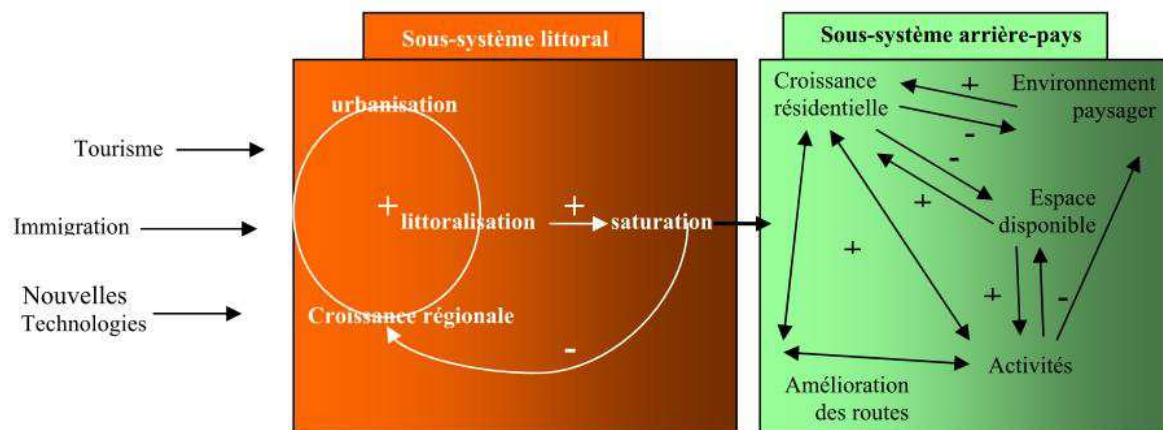 Sous-système littoral
Sous-système arrière-pays
Tourisme
Immigration
Nouvelles
Technologies
urbanisation
+
littoralisation
+
saturation
Croissance régionale
-
Croissance
résidentielle
+
Environnement
paysager
-
-
+
Espace
disponible
+
+
-
Activités
Amélioration
des routes